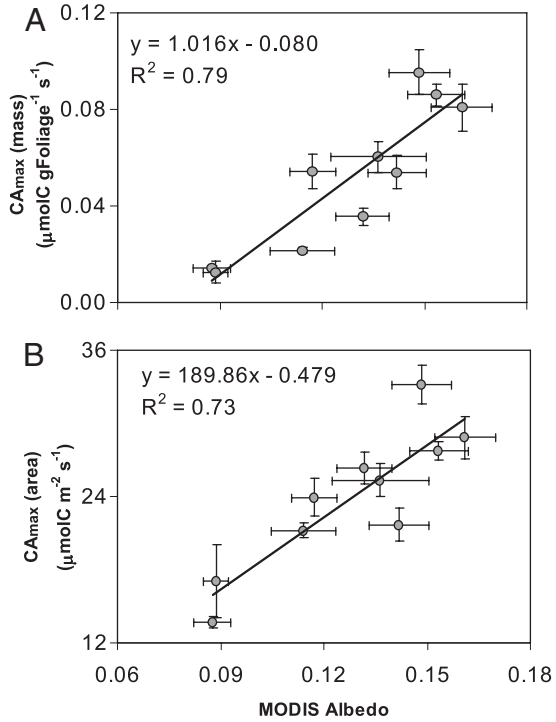 A
y = 1.016x - 0.080
R² = 0.79
CAmax (mass)
(μmolC gFoliage⁻¹ s⁻¹)
0.12
0.08
0.04
0.00
B
y = 189.86x - 0.479
R² = 0.73
CAmax (area)
(μmolC m⁻² s⁻¹)
36
24
12
0.06 0.09 0.12 0.15 0.18
MODIS Albedo